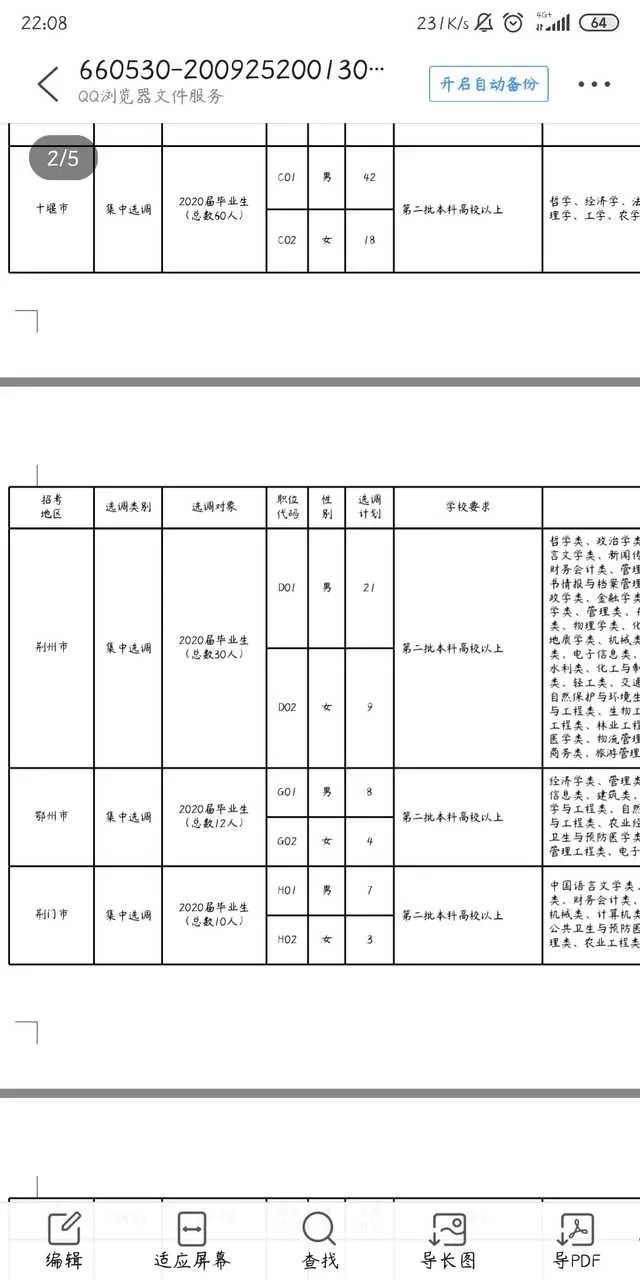 22:08
231K/s 4G+ 64
660530-200925200130…
QQ浏览器文件服务
开启自动备份
2/5
十堰市
集中选调
2020届毕业生
(总数60人)
C01
男
42
C02
女
18
第二批本科高校以上
哲学、经济学、法
理学、工学、农学
招考
地区
选调类别
选调对象
职位
代码
性
别
选调
计划
学校要求
荆州市
集中选调
2020届毕业生
(总数30人)
D01
男
21
D02
女
9
第二批本科高校以上
哲学类、政治学类
言文学类、新闻传
财务会计类、管理
书情报与档案管理
政学类、金融学类
学类、管理类、
类、物理学类、化
地质学类、机械类
类、电子信息类、
水利类、化工与制
类、轻工类、交通
自然保护与环境生
与工程类、生物工
工程类、林业工程
医学类、物流管理
商务类、旅游管理
鄂州市
集中选调
2020届毕业生
(总数12人)
G01
男
8
G02
女
4
第二批本科高校以上
经济学类、管理类
信息类、建筑类、
学与工程类、自然
与工程类、农业经
卫生与预防医学类
管理工程类、电子
荆门市
集中选调
2020届毕业生
(总数10人)
H01
男
7
H02
女
3
第二批本科高校以上
中国语言文学类、
类、财务会计类、
机械类、计算机类
公共卫生与预防医
理类、农业工程类
编辑
适应屏幕
查找
导长图
导PDF